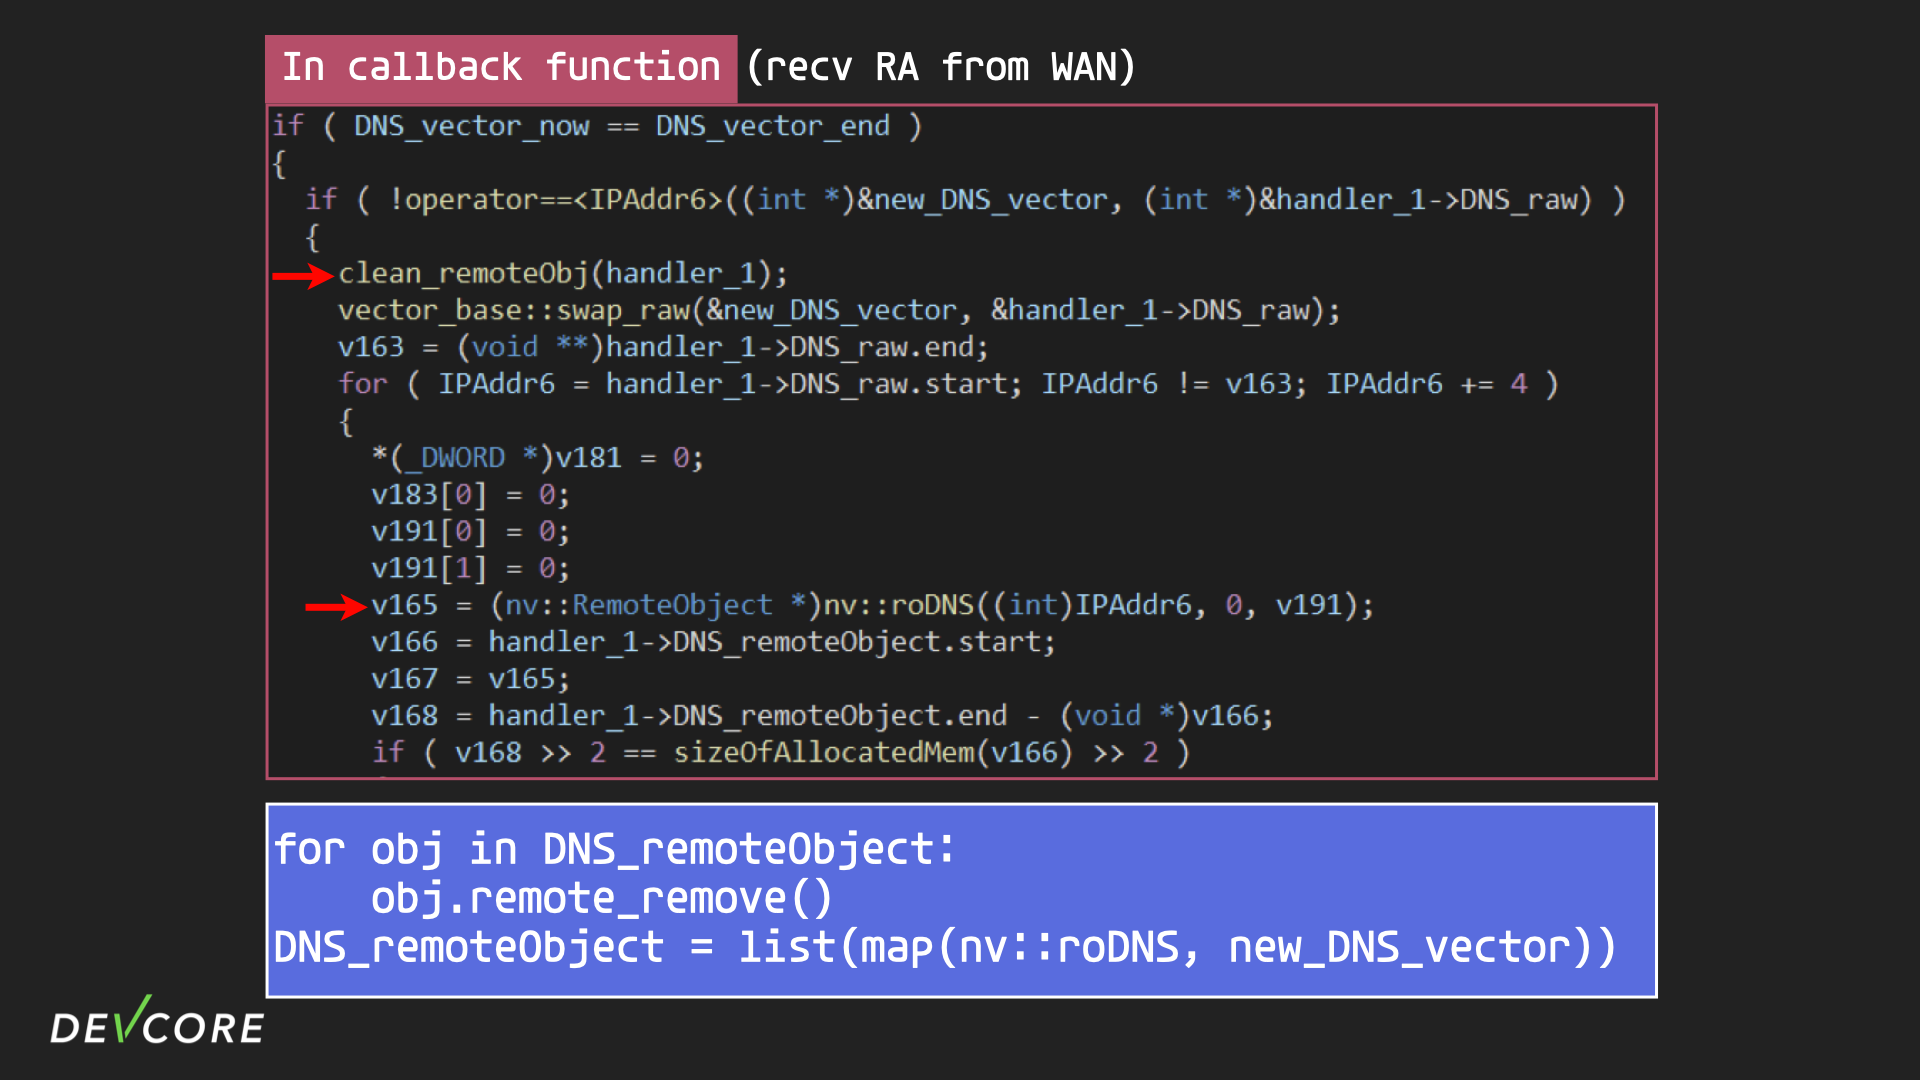 In callback function (recv RA from WAN)
if ( DNS_vector_now == DNS_vector_end )
{
  if ( !operator==<IPAddr6>((int *)&new_DNS_vector, (int *)&handler_1->DNS_raw) )
  {
    clean_remoteObj(handler_1);
    vector_base::swap_raw(&new_DNS_vector, &handler_1->DNS_raw);
    v163 = (void **)handler_1->DNS_raw.end;
    for ( IPAddr6 = handler_1->DNS_raw.start; IPAddr6 != v163; IPAddr6 += 4 )
    {
      *(_DWORD *)v181 = 0;
      v183[0] = 0;
      v191[0] = 0;
      v191[1] = 0;
      v165 = (nv::RemoteObject *)nv::roDNS((int)IPAddr6, 0, v191);
      v166 = handler_1->DNS_remoteObject.start;
      v167 = v165;
      v168 = handler_1->DNS_remoteObject.end - (void *)v166;
      if ( v168 >> 2 == sizeOfAllocatedMem(v166) >> 2 )
for obj in DNS_remoteObject:
    obj.remote_remove()
DNS_remoteObject = list(map(nv::roDNS, new_DNS_vector))
DEVCORE